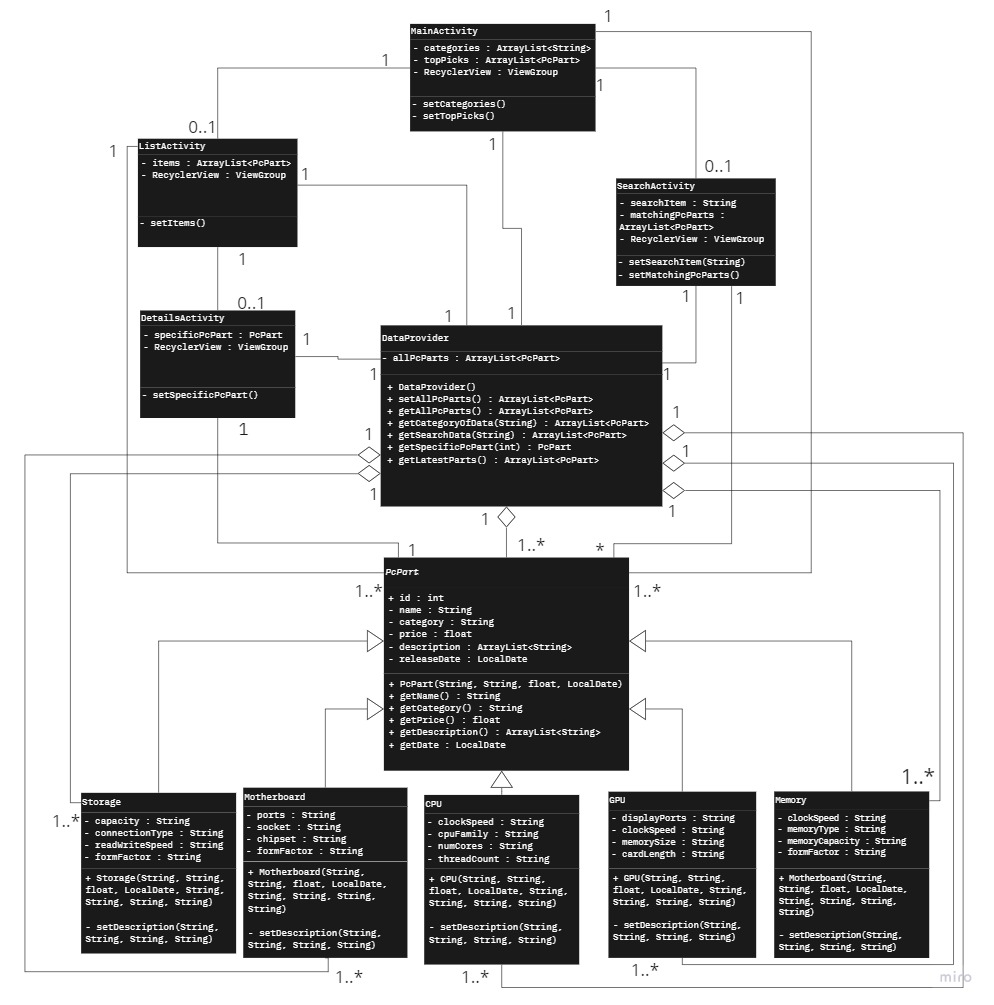 1
MainActivity
- categories : ArrayList<String>
- topPicks : ArrayList<PcPart>
- RecyclerView : ViewGroup
- setCategories()
- setTopPicks()
1
1
1
0..1
0..1
1
ListActivity
- items : ArrayList<PcPart>
- RecyclerView : ViewGroup
- setItems()
1
1
SearchActivity
- searchItem : String
- matchingPcParts :
ArrayList<PcPart>
- RecyclerView : ViewGroup
- setSearchItem(String)
- setMatchingPcParts()
1
1
0..1
DetailsActivity
- specificPcPart : PcPart
- RecyclerView : ViewGroup
- setSpecificPcPart()
1
1
1
1
DataProvider
- allPcParts : ArrayList<PcPart>
+ DataProvider()
+ setAllPcParts() : ArrayList<PcPart>
+ getAllPcParts() : ArrayList<PcPart>
+ getCategoryOfData(String) : ArrayList<PcPart>
+ getSearchData(String) : ArrayList<PcPart>
+ getSpecificPcPart(int) : PcPart
+ getLatestParts() : ArrayList<PcPart>
1
1
1
1
1
1
1
1
1
1..*
*
1
1..*
1..*
PcPart
+ id : int
- name : String
- category : String
- price : float
- description : ArrayList<String>
- releaseDate : LocalDate
+ PcPart(String, String, float, LocalDate)
+ getName() : String
+ getCategory() : String
+ getPrice() : float
+ getDescription() : ArrayList<String>
+ getDate : LocalDate
1..*
Storage
- capacity : String
- connectionType : String
- readWriteSpeed : String
- formFactor : String
+ Storage(String, String,
float, LocalDate, String,
String, String, String)
- setDescription(String,
String, String, String)
1..*
Motherboard
- ports : String
- socket : String
- chipset : String
- formFactor : String
+ Motherboard(String,
String, float, LocalDate,
String, String, String,
String)
- setDescription(String,
String, String, String)
1..*
CPU
- clockSpeed : String
- cpuFamily : String
- numCores : String
- threadCount : String
+ CPU(String, String,
float, LocalDate, String,
String, String, String)
- setDescription(String,
String, String, String)
1..*
GPU
- displayPorts : String
- clockSpeed : String
- memorySize : String
- cardLength : String
+ GPU(String, String,
float, LocalDate, String,
String, String, String)
- setDescription(String,
String, String, String)
1..*
Memory
- clockSpeed : String
- memoryType : String
- memoryCapacity : String
- formFactor : String
+ Motherboard(String,
String, float, LocalDate,
String, String, String,
String)
- setDescription(String,
String, String, String)
1..*
miro